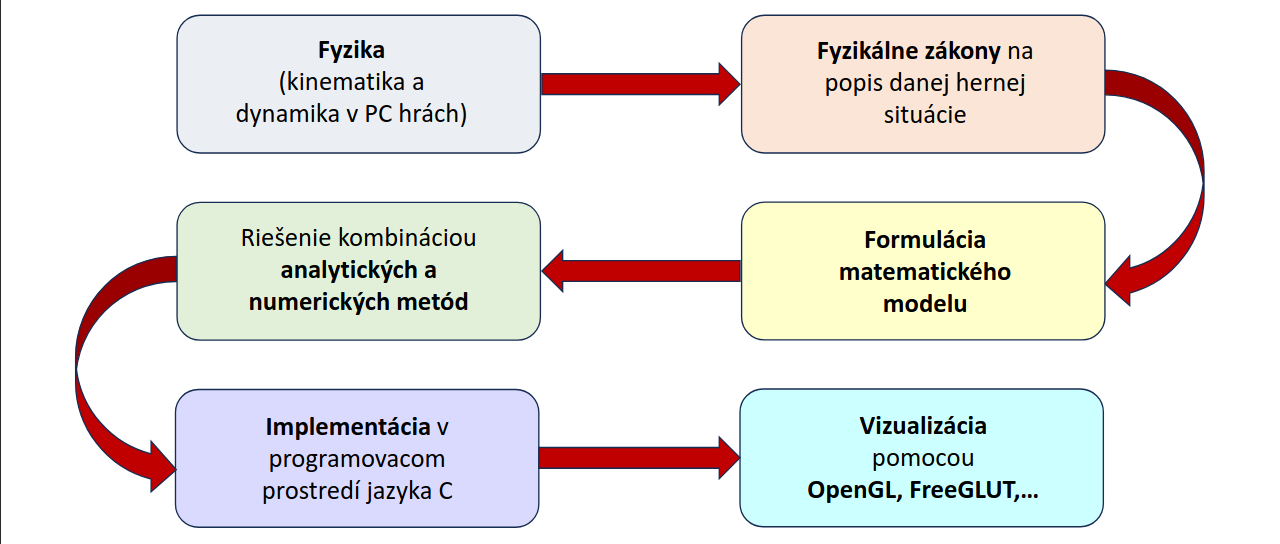 Fyzika
(kinematika a
dynamika v PC hrách)
Fyzikálne zákony na
popis danej hernej
situácie
Formulácia
matematického
modelu
Riešenie kombináciou
analytických a
numerických metód
Implementácia v
programovacom
prostredí jazyka C
Vizualizácia
pomocou
OpenGL, FreeGLUT,...